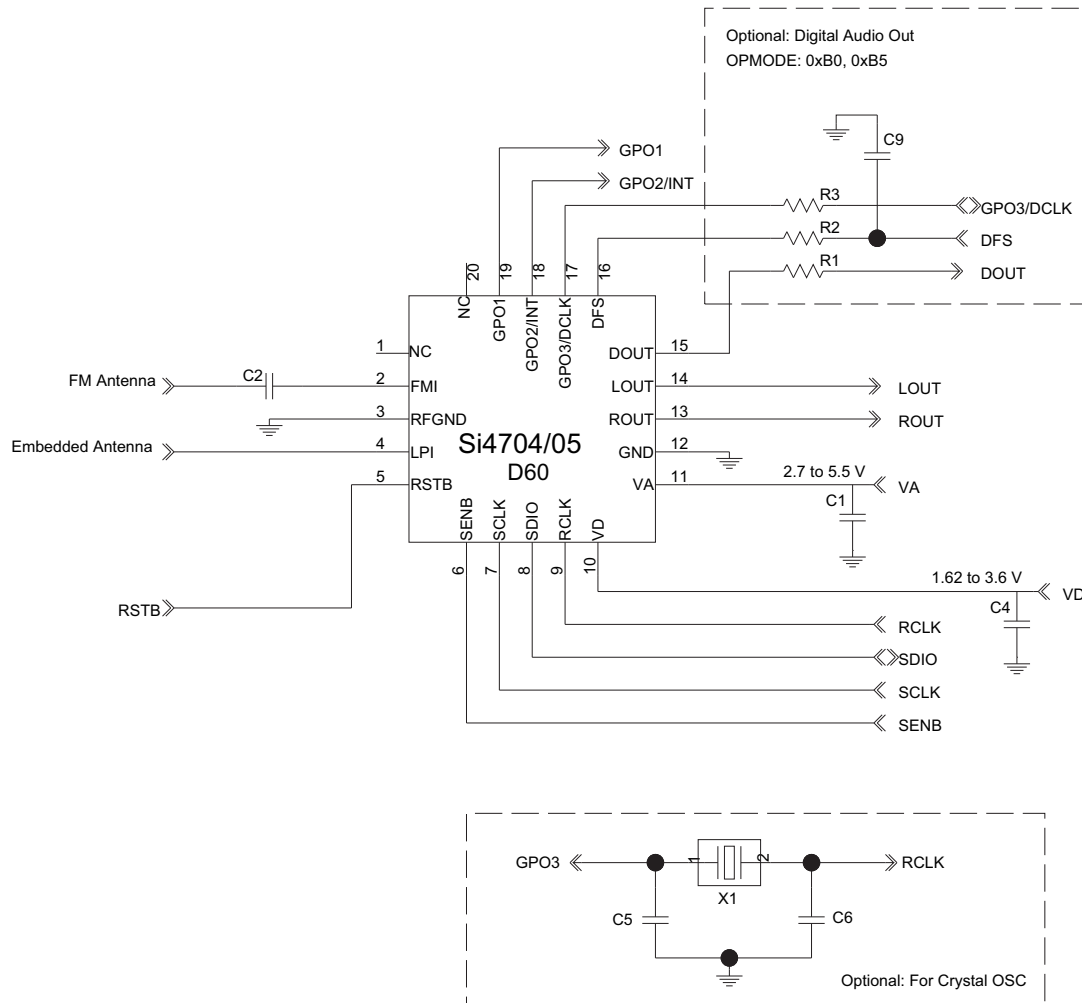 Optional: Digital Audio Out
OPMODE: 0xB0, 0xB5
C9
GPO1
GPO2/INT
R3
GPO3/DCLK
R2
DFS
R1
DOUT
20
19
18
17
16
NC
GPO1
GPO2/INT
GPO3/DCLK
DFS
1
NC
DOUT
15
FM Antenna
C2
2
FMI
LOUT
14
LOUT
3
RFGND
ROUT
13
ROUT
Si4704/05
D60
Embedded Antenna
4
LPI
GND
12
5
RSTB
VA
11
2.7 to 5.5 V
VA
C1
SENB
SCLK
SDIO
RCLK
VD
6
7
8
9
10
1.62 to 3.6 V
VD
C4
RSTB
RCLK
SDIO
SCLK
SENB
GPO3
1
2
RCLK
X1
C5
C6
Optional: For Crystal OSC